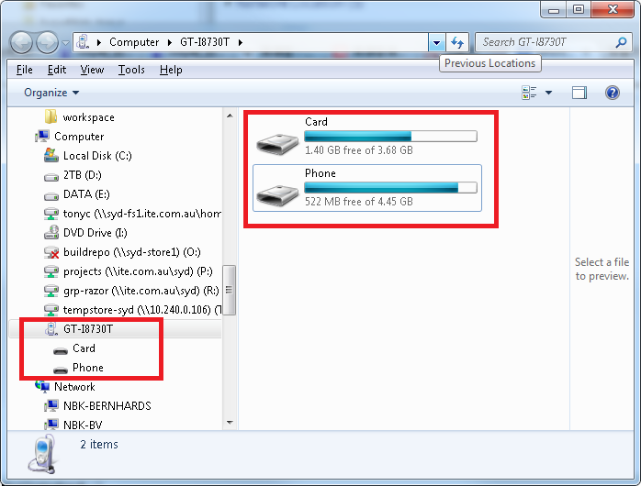 Computer ▸ GT-I8730T ▸
Search GT-I8730T
Previous Locations
File Edit View Tools Help
Organize
workspace
Computer
Local Disk (C:)
2TB (D:)
DATA (E:)
tonyc (\\syd-fs1.ite.com.au\hom
DVD Drive (I:)
buildrepo (\\syd-store1) (O:)
projects (\\ite.com.au\syd) (P:)
grp-razor (\\ite.com.au\syd) (R:)
tempstore-syd (\\10.240.0.106) (T
GT-I8730T
Card
Phone
Network
NBK-BERNHARDS
NBK-BV
Card
1.40 GB free of 3.68 GB
Phone
522 MB free of 4.45 GB
Select a file
to preview.
2 items